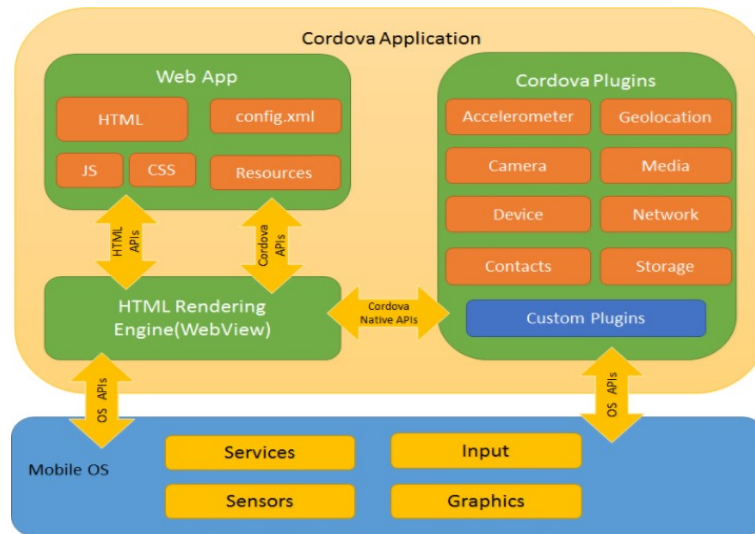 Cordova Application
Web App
HTML
config.xml
JS
CSS
Resources
HTML
APIs
Cordova
APIs
HTML Rendering
Engine(WebView)
Cordova
Native APIs
Cordova Plugins
Accelerometer
Geolocation
Camera
Media
Device
Network
Contacts
Storage
Custom Plugins
OS APIs
OS APIs
Mobile OS
Services
Input
Sensors
Graphics